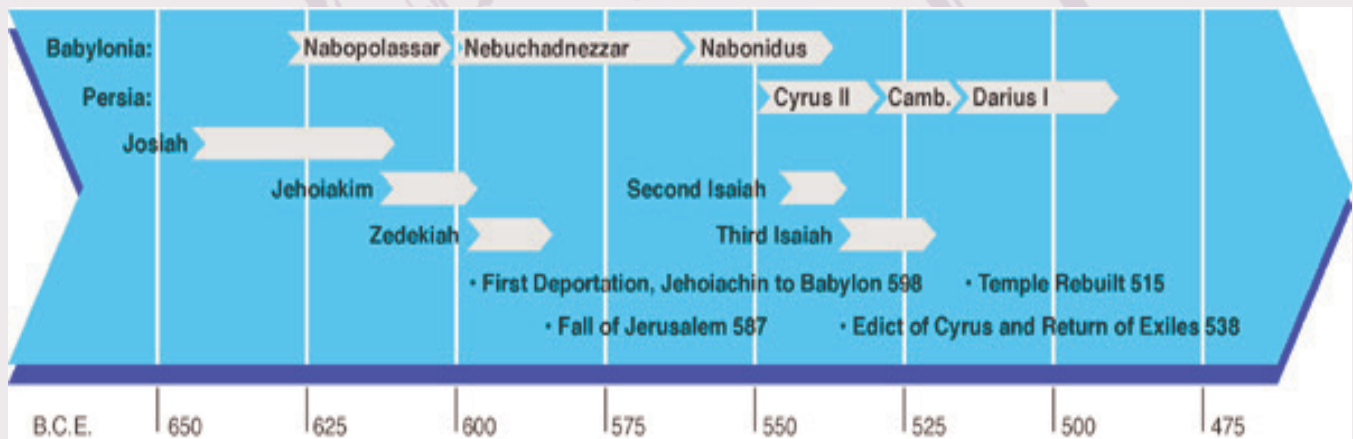 Babylonia: Nabopolassar Nebuchadnezzar Nabonidus
Persia: Cyrus II Camb. Darius I
Josiah
Jehoiakim Second Isaiah
Zedekiah Third Isaiah
• First Deportation, Jehoiachin to Babylon 598 • Temple Rebuilt 515
• Fall of Jerusalem 587 • Edict of Cyrus and Return of Exiles 538
B.C.E. 650 625 600 575 550 525 500 475